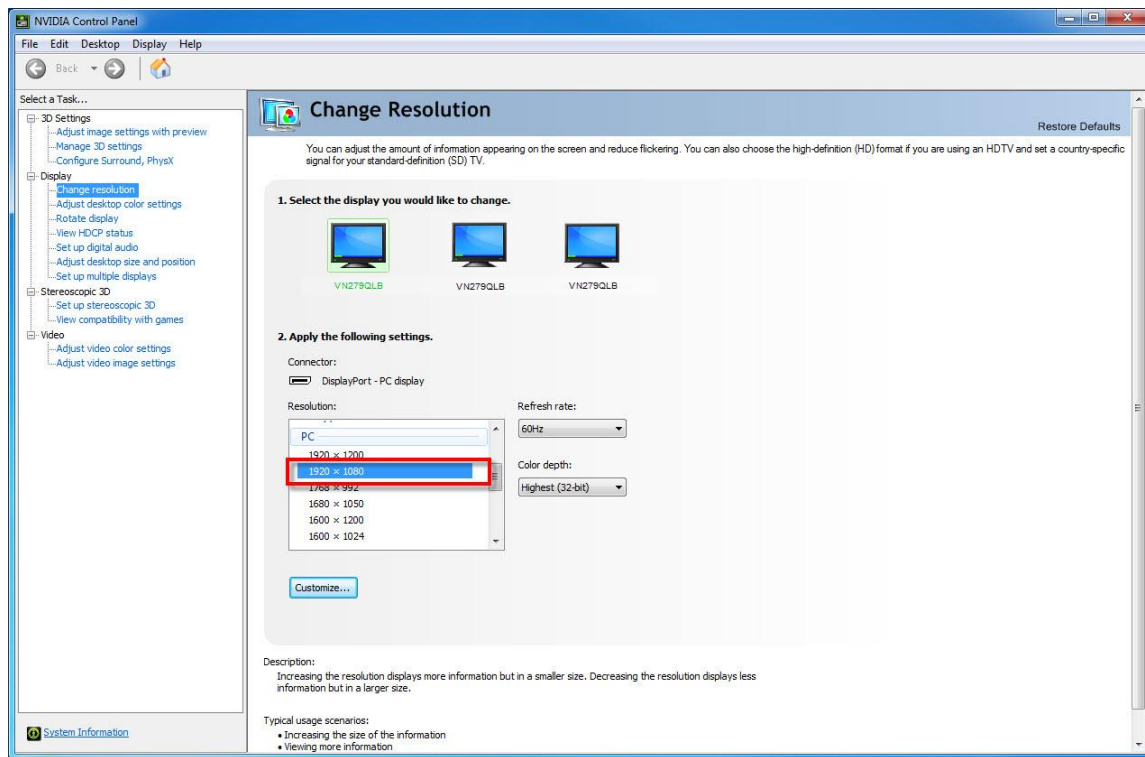 NVIDIA Control Panel
File Edit Desktop Display Help
Back
Select a Task...
3D Settings
Adjust image settings with preview
Manage 3D settings
Configure Surround, PhysX
Display
Change resolution
Adjust desktop color settings
Rotate display
View HDCP status
Set up digital audio
Adjust desktop size and position
Set up multiple displays
Stereoscopic 3D
Set up stereoscopic 3D
View compatibility with games
Video
Adjust video color settings
Adjust video image settings
System Information
Change Resolution
Restore Defaults
You can adjust the amount of information appearing on the screen and reduce flickering. You can also choose the high-definition (HD) format if you are using an HDTV and set a country-specific
signal for your standard-definition (SD) TV.
1. Select the display you would like to change.
VN279QLB VN279QLB VN279QLB
2. Apply the following settings.
Connector:
DisplayPort - PC display
Resolution:
PC
1920 × 1200
1920 × 1080
1768 × 992
1680 × 1050
1600 × 1200
1600 × 1024
Refresh rate:
60Hz
Color depth:
Highest (32-bit)
Customize...
Description:
Increasing the resolution displays more information but in a smaller size. Decreasing the resolution displays less
information but in a larger size.
Typical usage scenarios:
• Increasing the size of the information
• Viewing more information